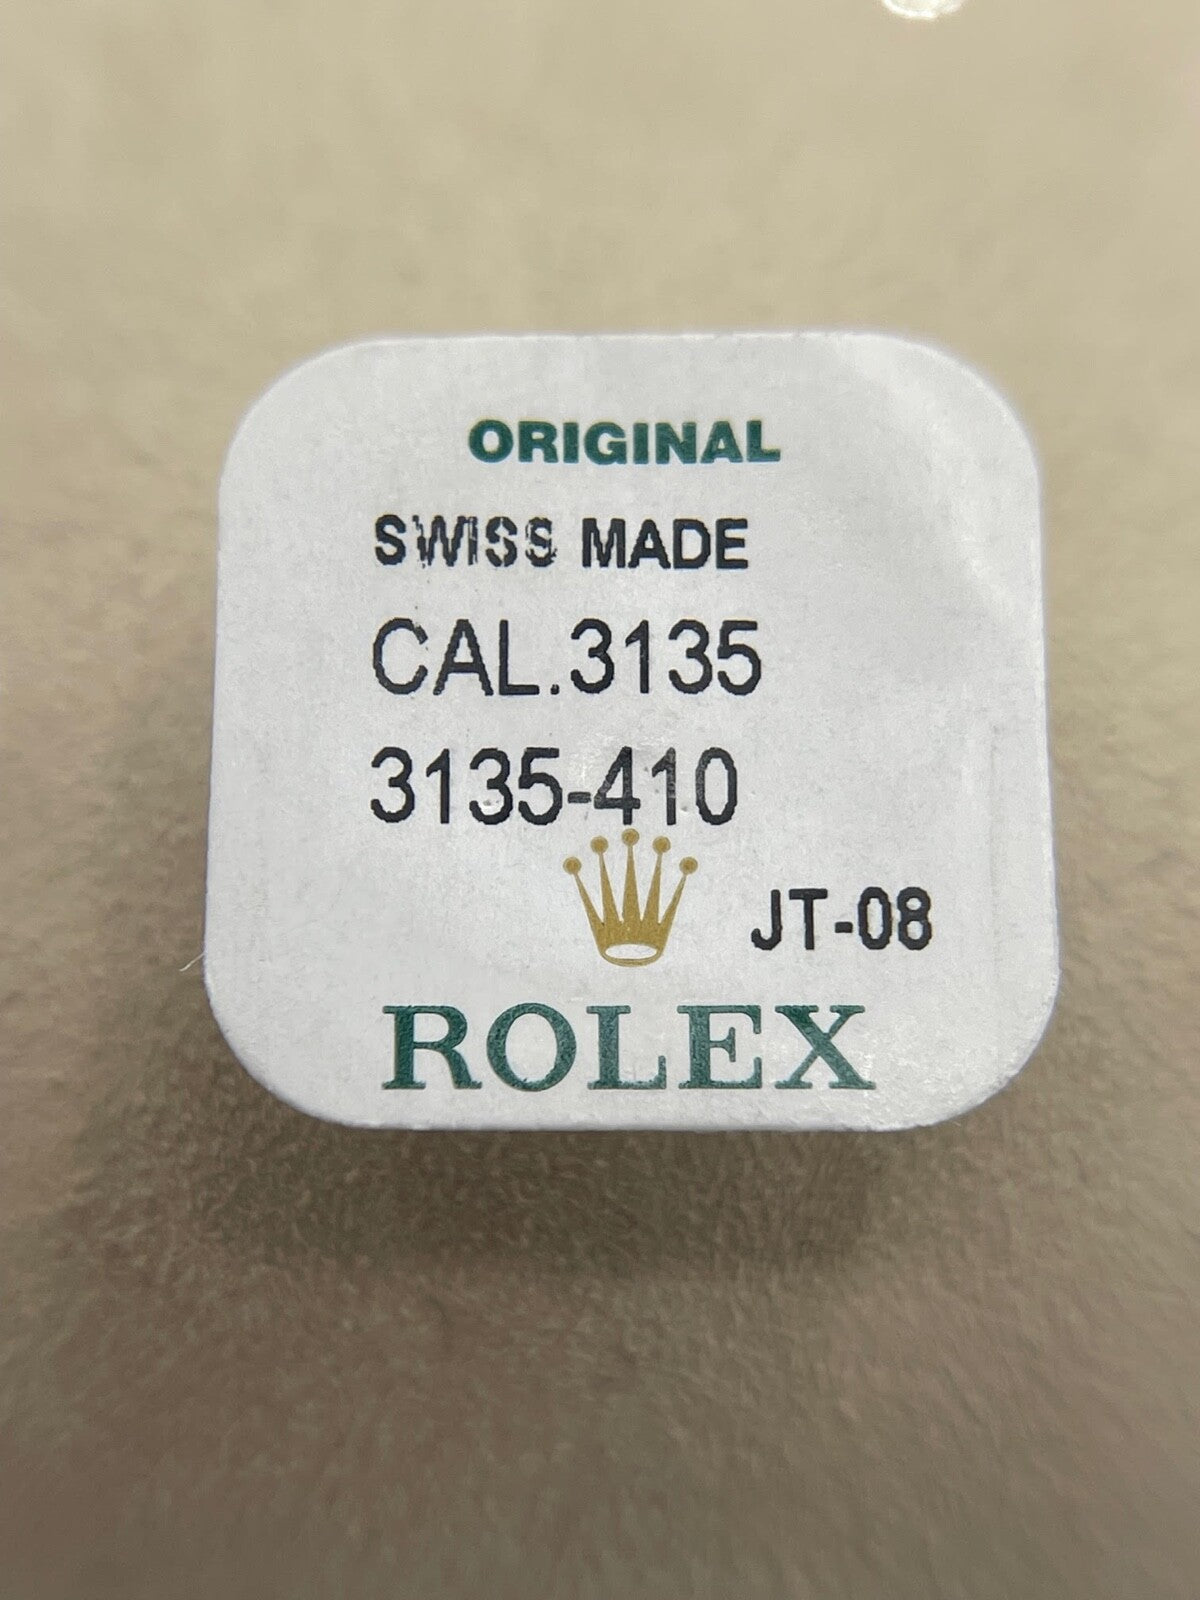 ORIGINAL
SWISS MADE
CAL.3135
3135-410
JT-08
ROLEX